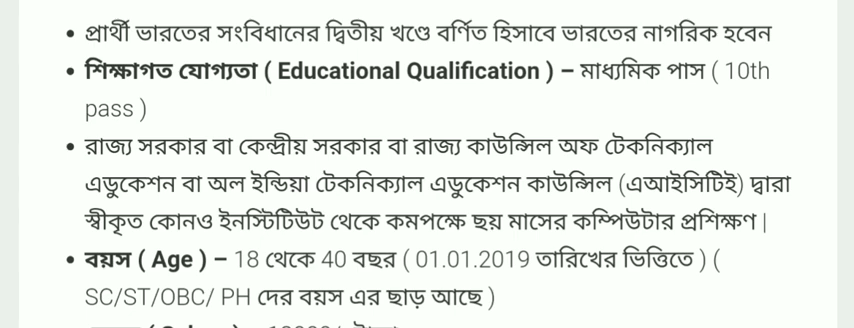 প্রার্থী ভারতের সংবিধানের দ্বিতীয় খণ্ডে বর্ণিত হিসাবে ভারতের নাগরিক হবেন
শিক্ষাগত যোগ্যতা ( Educational Qualification ) – মাধ্যমিক পাস ( 10th
pass )
রাজ্য সরকার বা কেন্দ্রীয় সরকার বা রাজ্য কাউন্সিল অফ টেকনিক্যাল
এডুকেশন বা অল ইন্ডিয়া টেকনিক্যাল এডুকেশন কাউন্সিল (এআইসিটিই) দ্বারা
স্বীকৃত কোনও ইনস্টিটিউট থেকে কমপক্ষে ছয় মাসের কম্পিউটার প্রশিক্ষণ |
বয়স ( Age ) – 18 থেকে 40 বছর ( 01.01.2019 তারিখের ভিত্তিতে ) (
SC/ST/OBC/ PH দের বয়স এর ছাড় আছে )